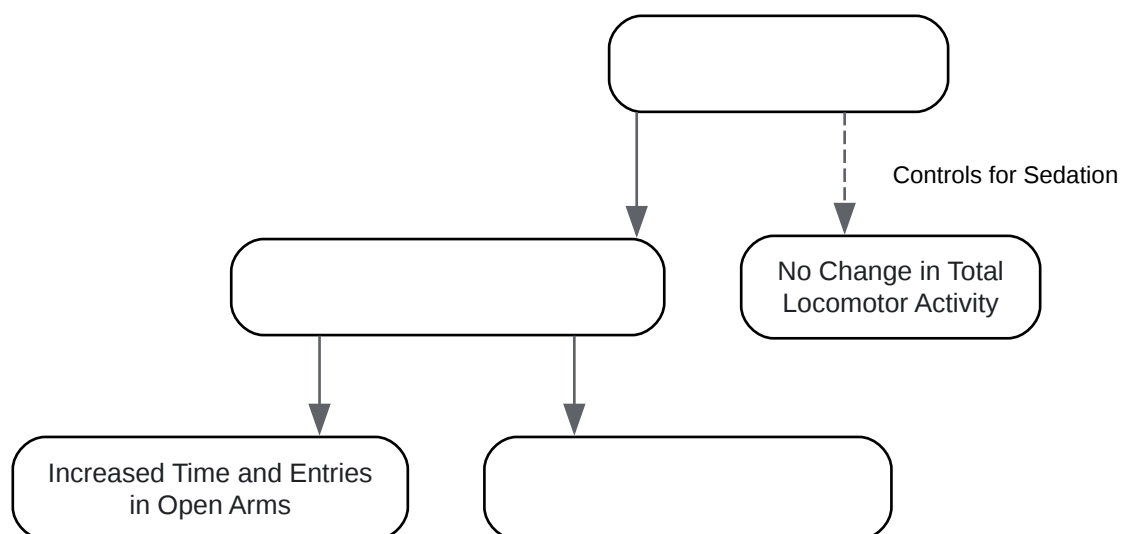 Controls for Sedation
No Change in Total
Locomotor Activity
Increased Time and Entries
in Open Arms